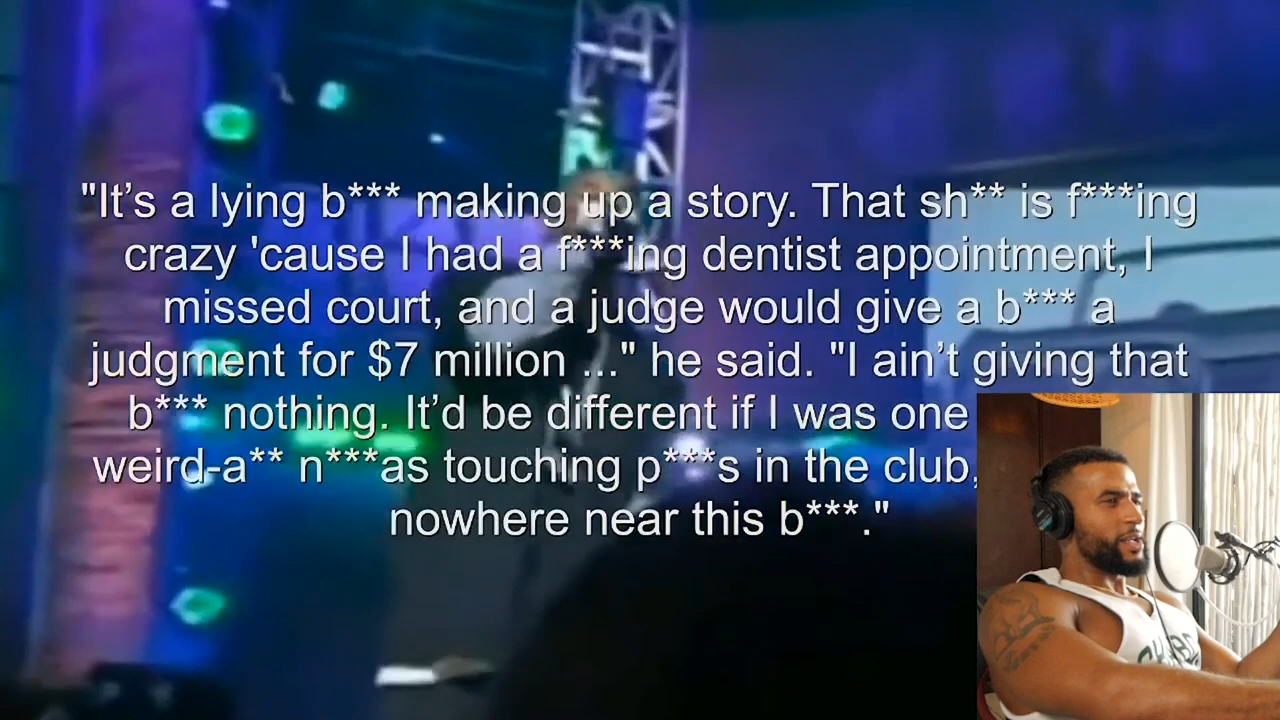 "It’s a lying b*** making up a story. That sh** is f***ing
crazy 'cause I had a f***ing dentist appointment, I
missed court, and a judge would give a b*** a
judgment for $7 million ..." he said. "I ain’t giving that
b*** nothing. It’d be different if I was one
weird-a** n***as touching p***s in the club,
nowhere near this b***."